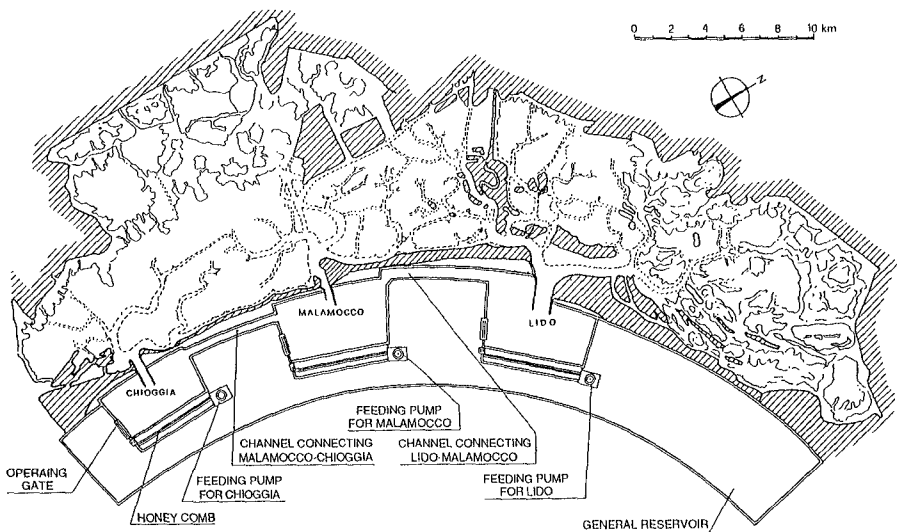 0 2 4 6 8 10 km
N
MALAMOCCO
LIDO
CHIOGGIA
FEEDING PUMP
FOR MALAMOCCO
CHANNEL CONNECTING
MALAMOCCO-CHIOGGIA
CHANNEL CONNECTING
LIDO-MALAMOCCO
OPERAING
GATE
FEEDING PUMP
FOR CHIOGGIA
FEEDING PUMP
FOR LIDO
HONEY COMB
GENERAL RESERVOIR